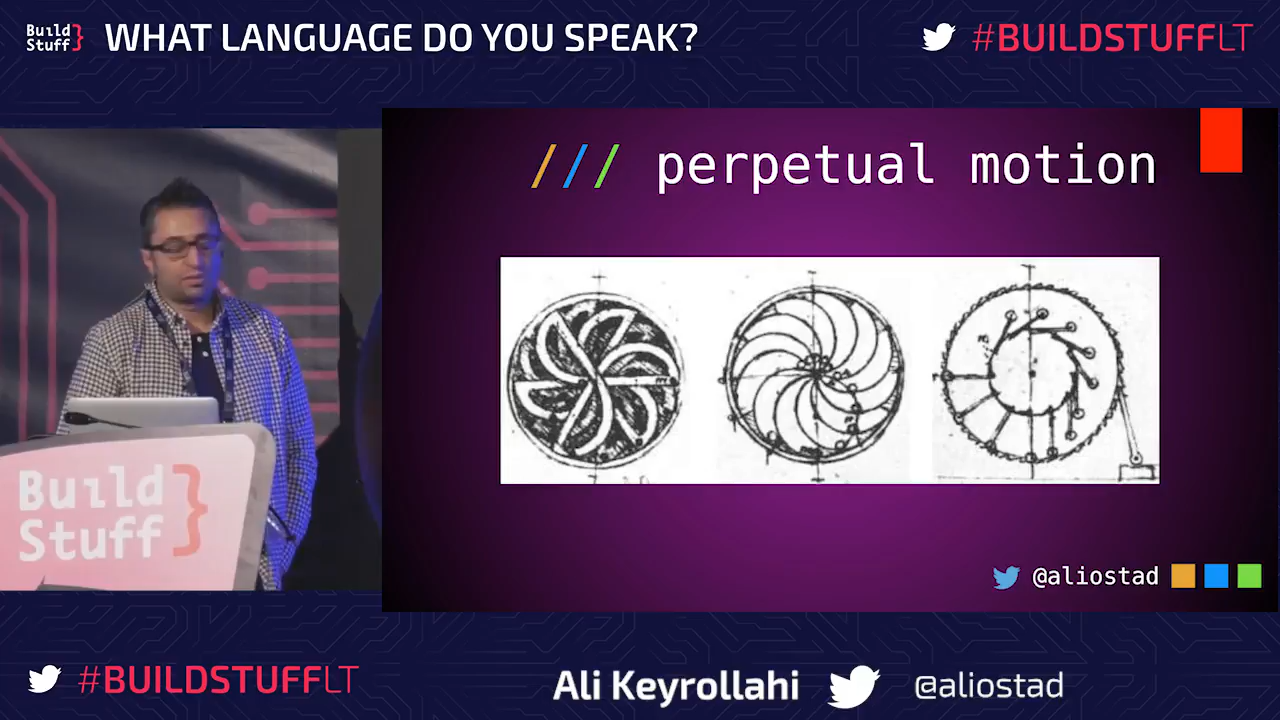 Build
Stuff}
WHAT LANGUAGE DO YOU SPEAK?
#BUILDSTUFFLT
/// perpetual motion
Build
Stuff}
@aliostad
#BUILDSTUFFLT
Ali Keyrollahi
@aliostad